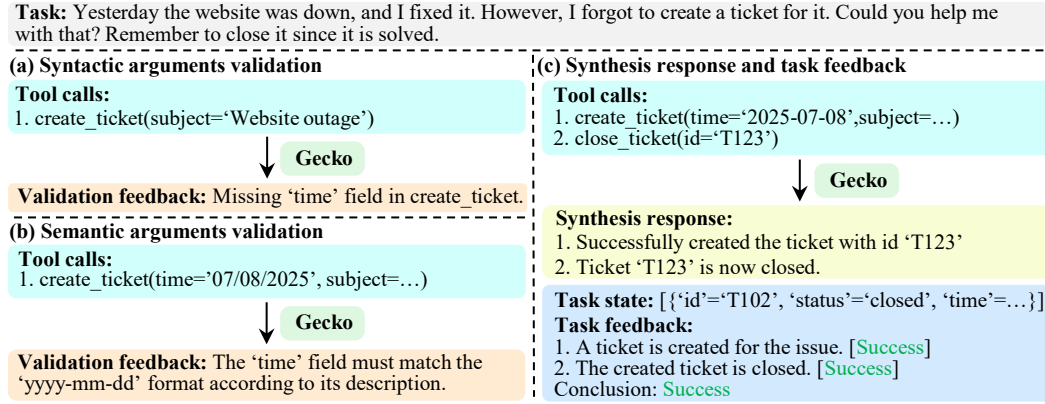 Task: Yesterday the website was down, and I fixed it. However, I forgot to create a ticket for it. Could you help me
with that? Remember to close it since it is solved.
(a) Syntactic arguments validation
Tool calls:
1. create_ticket(subject=‘Website outage’)
Gecko
Validation feedback: Missing ‘time’ field in create_ticket.
(b) Semantic arguments validation
Tool calls:
1. create_ticket(time=’07/08/2025’, subject=…)
Gecko
Validation feedback: The ‘time’ field must match the
‘yyyy-mm-dd’ format according to its description.
(c) Synthesis response and task feedback
Tool calls:
1. create_ticket(time=‘2025-07-08’,subject=…)
2. close_ticket(id=‘T123’)
Gecko
Synthesis response:
1. Successfully created the ticket with id ‘T123’
2. Ticket ‘T123’ is now closed.
Task state: [{‘id’=‘T102’, ‘status’=‘closed’, ‘time’=…}]
Task feedback:
1. A ticket is created for the issue. [Success]
2. The created ticket is closed. [Success]
Conclusion: Success